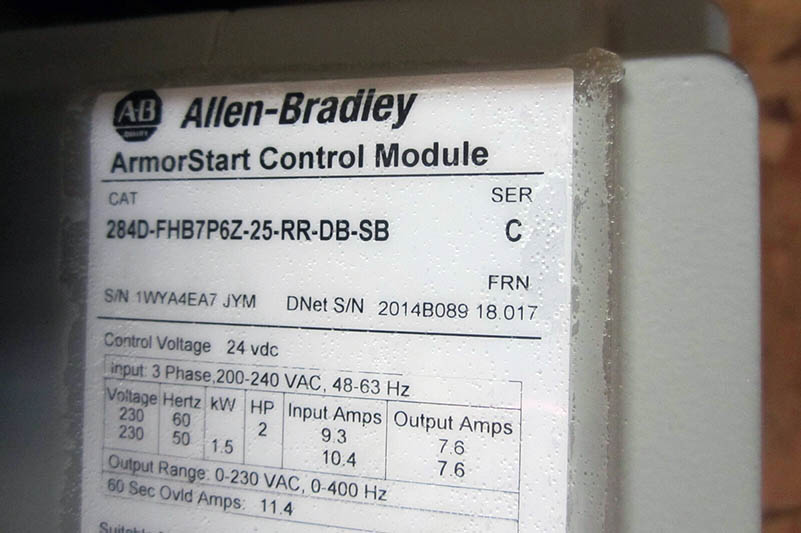 AB
QUALITY
Allen-Bradley
ArmorStart Control Module
CAT SER
284D-FHB7P6Z-25-RR-DB-SB C
FRN
S/N 1WYA4EA7 JYM DNet S/N 2014B089 18.017
Control Voltage 24 vdc
input: 3 Phase,200-240 VAC, 48-63 Hz
Voltage Hertz kW HP Input Amps Output Amps
230 60 2 9.3 7.6
230 50 1.5 10.4 7.6
Output Range: 0-230 VAC, 0-400 Hz
60 Sec Ovld Amps: 11.4